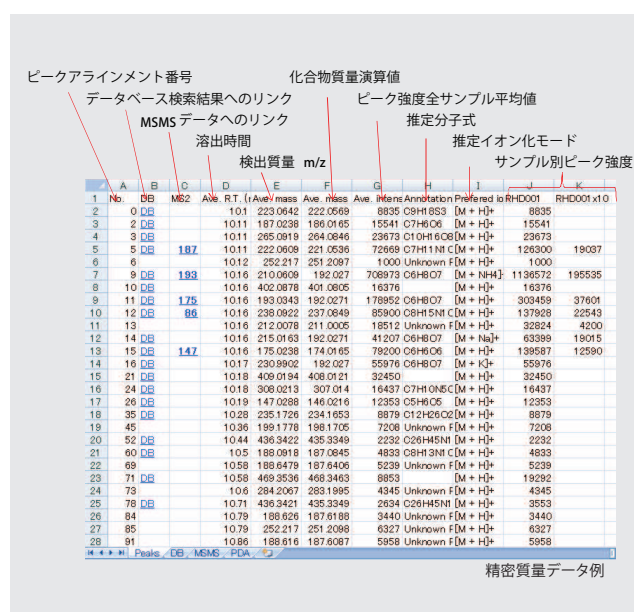 ピークアラインメント番号
化合物質量演算値
データベース検索結果へのリンク
ピーク強度全サンプル平均値
MSMS データへのリンク
推定分子式
溶出時間
推定イオン化モード
検出質量 m/z
サンプル別ピーク強度
A B C D E F G H I J K
1 No. DB MS2 Ave. R.T. (r Ave. mass Ave. mass Ave. intens Annotation Prefered io RHD001 RHD001x10
2 0 DB 10.1 223.0642 222.0569 8835 C9H18S3 [M + H]+ 8835
3 2 DB 10.11 187.0238 186.0165 15541 C7H6O6 [M + H]+ 15541
4 3 DB 10.11 265.0919 264.0846 23673 C10H16O8 [M + H]+ 23673
5 5 DB 187 10.16 222.0609 221.0536 72669 C7H11N1C [M + H]+ 126300 19037
6 6 10.12 252.217 251.2097 1000 Unknown F [M + H]+ 1000
7 9 DB 193 10.16 210.0609 192.027 708973 C6H8O7 [M + NH4]- 1136572 195535
8 10 DB 10.16 402.0878 401.0805 16376 [M + H]+ 16376
9 11 DB 175 10.16 193.0343 192.0271 178952 C6H8O7 [M + H]+ 303459 37601
10 12 DB 86 10.16 238.0922 237.0849 85900 C8H15N1C [M + H]+ 137928 22543
11 13 10.16 212.0078 211.0005 18512 Unknown F [M + H]+ 32824 4200
12 14 DB 10.16 215.0163 192.0271 41207 C6H8O7 [M + Na]+ 63399 19015
13 15 DB 147 10.16 175.0238 174.0165 79200 C6H6O6 [M + H]+ 139587 12590
14 16 DB 10.17 230.9902 192.027 55976 C6H8O7 [M + K]+ 55976
15 21 DB 10.18 409.0194 408.0121 32450 [M + H]+ 32450
16 24 DB 10.18 308.0213 307.014 16437 C7H10N5C [M + H]+ 16437
17 26 DB 10.19 147.0288 146.0216 12353 C5H6O5 [M + H]+ 12353
18 35 DB 10.28 235.1726 234.1653 8879 C12H26O2 [M + H]+ 8879
19 45 10.36 199.1778 198.1705 7208 Unknown F [M + H]+ 7208
20 52 DB 10.44 436.3422 435.3349 2232 C26H45N1 [M + H]+ 2232
21 60 DB 10.5 188.0918 187.0845 4833 C8H13N1C [M + H]+ 4833
22 69 10.58 188.6479 187.6406 5239 Unknown F [M + H]+ 5239
23 71 DB 10.58 469.3536 468.3463 8853 [M + H]+ 19292
24 73 10.6 284.2067 283.1995 4345 Unknown F [M + H]+ 4345
25 78 DB 10.71 436.3421 435.3349 2634 C26H45N1 [M + H]+ 3553
26 84 10.79 188.626 187.6188 3440 Unknown F [M + H]+ 3440
27 85 10.79 252.217 251.2098 6327 Unknown F [M + H]+ 6327
28 91 10.86 188.616 187.6087 5958 Unknown F [M + H]+ 5958
Peaks DB MSMS PDA
精密質量データ例